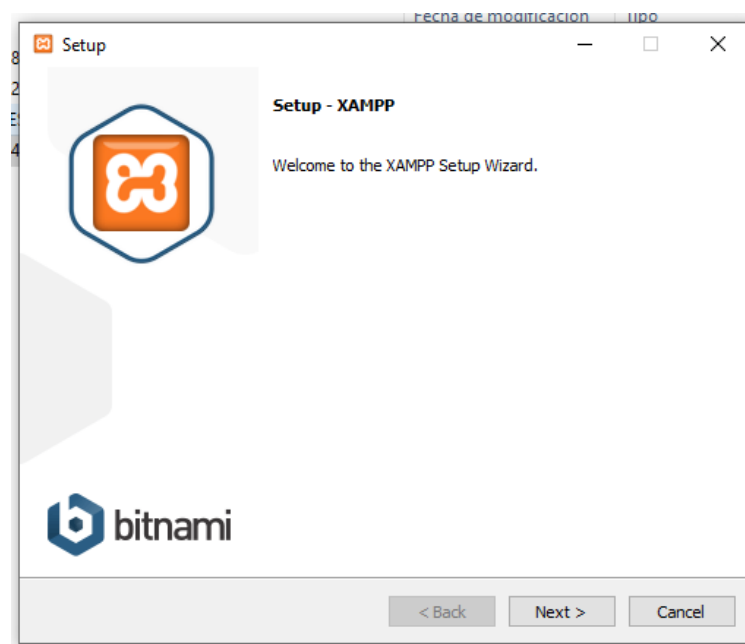 Fecha de modificación Tipo
Setup
Setup - XAMPP
Welcome to the XAMPP Setup Wizard.
bitnami
< Back Next > Cancel